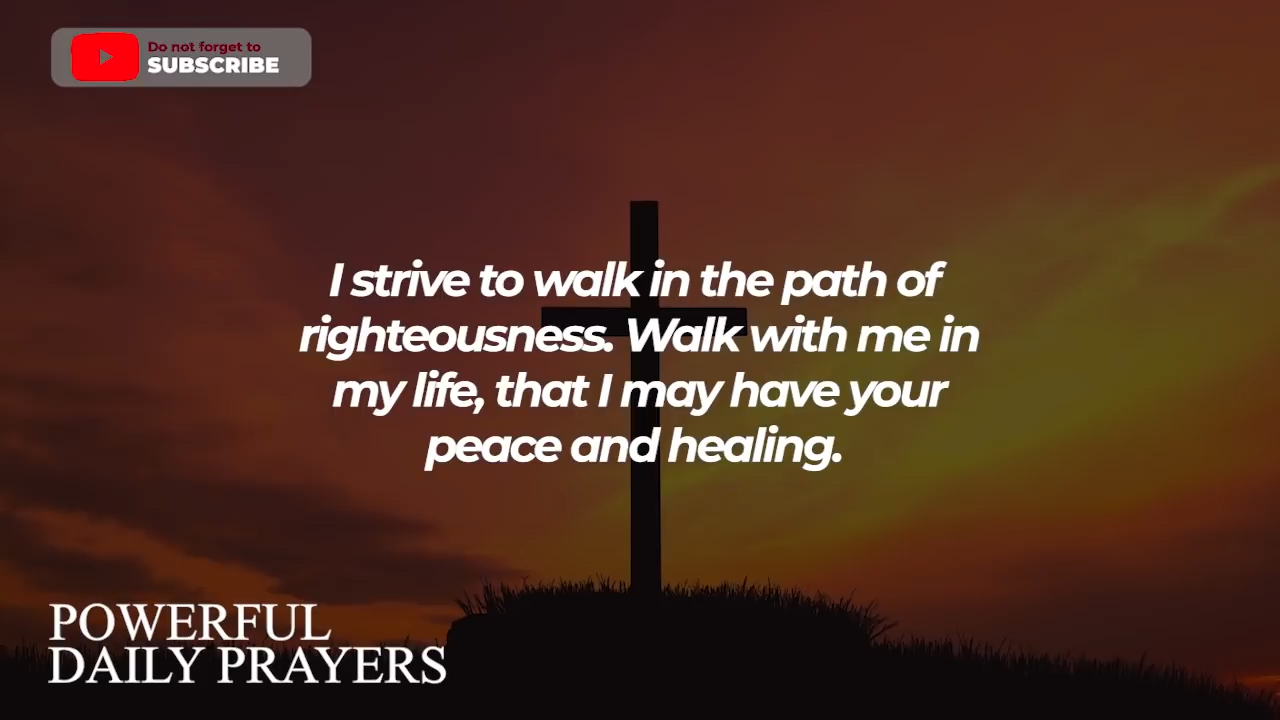 Do not forget to
SUBSCRIBE
I strive to walk in the path of
righteousness. Walk with me in
my life, that I may have your
peace and healing.
POWERFUL
DAILY PRAYERS